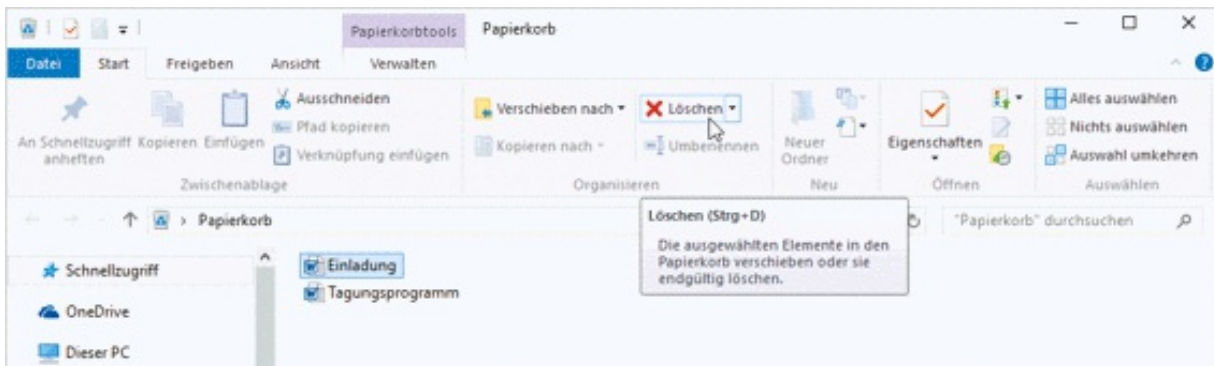 Papierkorbtools Papierkorb
Datei Start Freigeben Ansicht Verwalten
An Schnellzugriff anheften
Kopieren
Einfügen
Ausschneiden
Pfad kopieren
Verknüpfung einfügen
Zwischenablage
Verschieben nach
Kopieren nach
Löschen
Umbenennen
Organisieren
Neuer
Ordner
Neu
Eigenschaften
Öffnen
Alles auswählen
Nichts auswählen
Auswahl umkehren
Auswählen
Papierkorb
"Papierkorb" durchsuchen
Löschen (Strg+D)
Die ausgewählten Elemente in den
Papierkorb verschieben oder sie
endgültig löschen.
Schnellzugriff
OneDrive
Dieser PC
Einladung
Tagungsprogramm